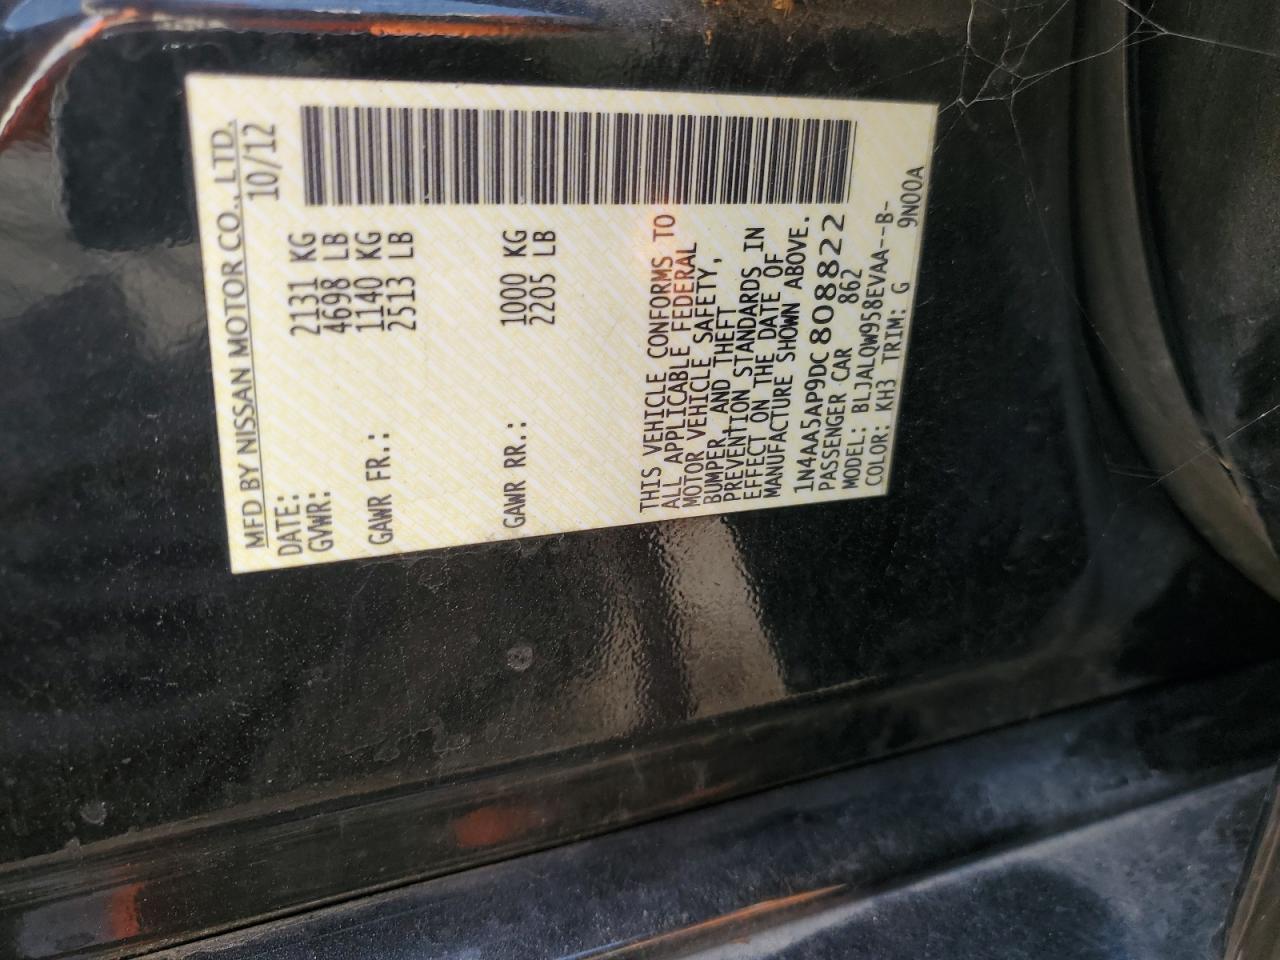 MFD BY NISSAN MOTOR CO.,LTD.
DATE: 10/12
GVWR: 2131 KG
4698 LB
GAWR FR.: 1140 KG
2513 LB
GAWR RR.: 1000 KG
2205 LB
THIS VEHICLE CONFORMS TO
ALL APPLICABLE FEDERAL
MOTOR VEHICLE SAFETY,
BUMPER, AND THEFT
PREVENTION STANDARDS IN
EFFECT ON THE DATE OF
MANUFACTURE SHOWN ABOVE.
1N4AA5AP9DC 808822
PASSENGER CAR 862
MODEL: BLJALQW958EVAA--B-
COLOR: KH3 TRIM: G 9N00A